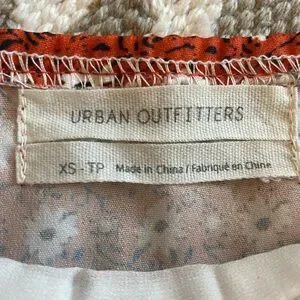 URBAN OUTFITTERS
XS-TP Made in China / Fabriqué en Chine